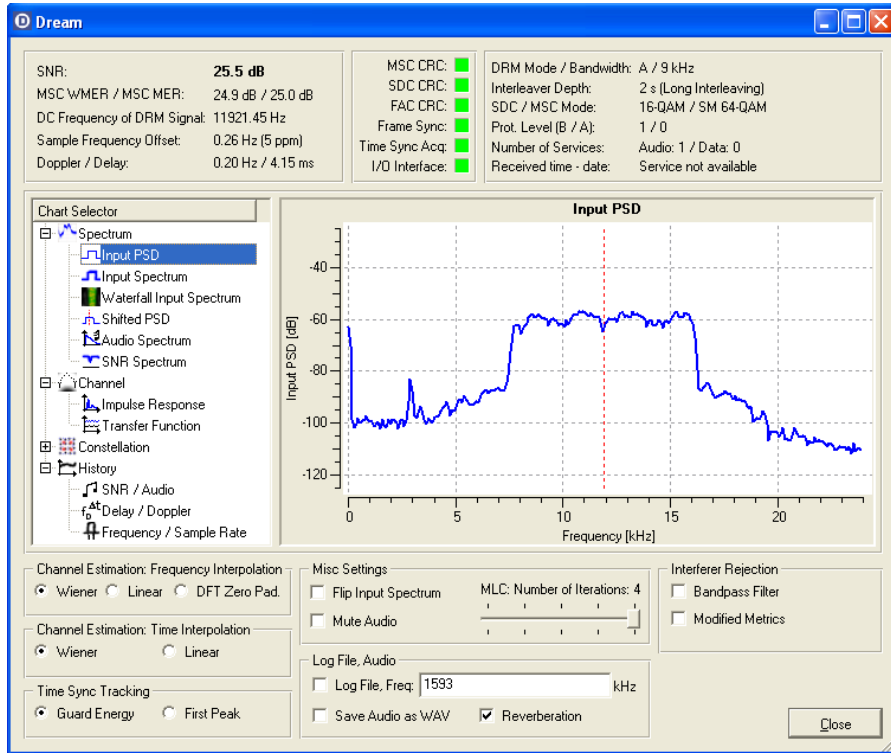 Dream
SNR: 25.5 dB
MSC WMER / MSC MER: 24.9 dB / 25.0 dB
DC Frequency of DRM Signal: 11921.45 Hz
Sample Frequency Offset: 0.26 Hz (5 ppm)
Doppler / Delay: 0.20 Hz / 4.15 ms
MSC CRC:
SDC CRC:
FAC CRC:
Frame Sync:
Time Sync Acq:
I/O Interface:
DRM Mode / Bandwidth: A / 9 kHz
Interleaver Depth: 2 s (Long Interleaving)
SDC / MSC Mode: 16-QAM / SM 64-QAM
Prot. Level (B / A): 1 / 0
Number of Services: Audio: 1 / Data: 0
Received time - date: Service not available
Chart Selector
Spectrum
Input PSD
Input Spectrum
Waterfall Input Spectrum
Shifted PSD
Audio Spectrum
SNR Spectrum
Channel
Impulse Response
Transfer Function
Constellation
History
SNR / Audio
Delay / Doppler
Frequency / Sample Rate
Input PSD
Input PSD [dB]
-40
-60
-80
-100
-120
0 5 10 15 20
Frequency [kHz]
Channel Estimation: Frequency Interpolation
Wiener Linear DFT Zero Pad.
Channel Estimation: Time Interpolation
Wiener Linear
Time Sync Tracking
Guard Energy First Peak
Misc Settings
Flip Input Spectrum
Mute Audio
MLC: Number of Iterations: 4
Log File, Audio
Log File, Freq: 1593 kHz
Save Audio as WAV Reverberation
Interferer Rejection
Bandpass Filter
Modified Metrics
Close